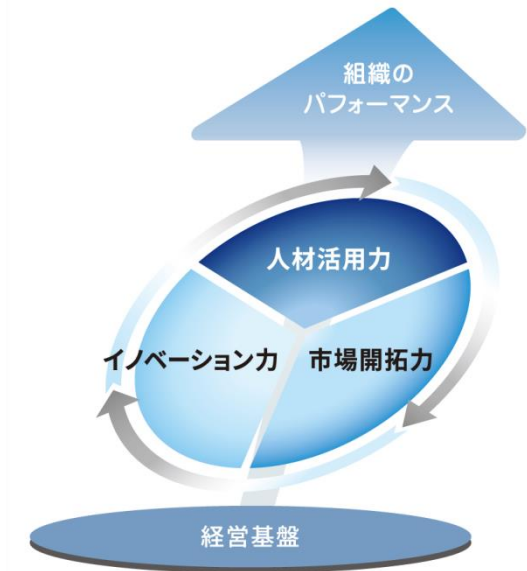 組織の
パフォーマンス
人材活用力
イノベーション力
市場開拓力
経営基盤